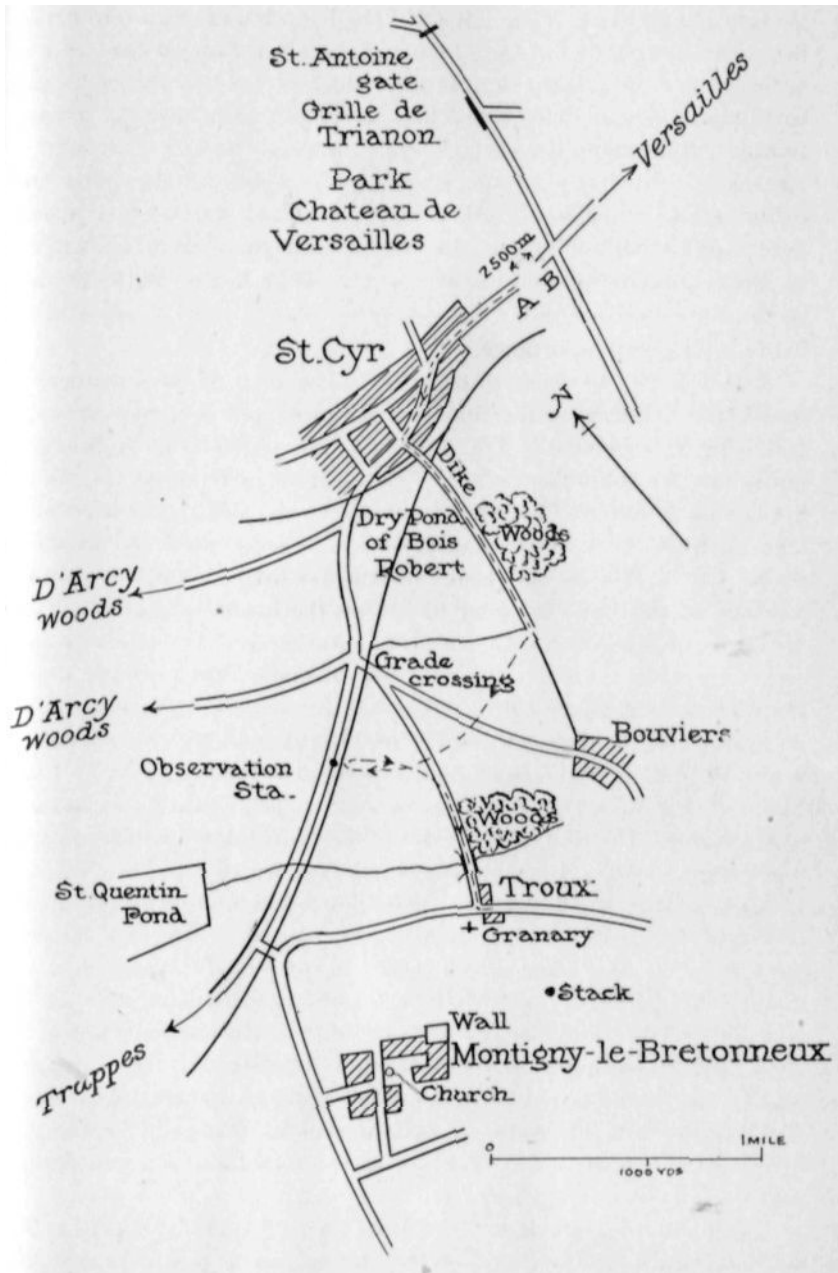 St. Antoine
gate
Grille de
Trianon
Park
Chateau de
Versailles
Versailles
2500m
A B
St. Cyr
N
Dike
Woods
Dry Pond
of Bois
Robert
D'Arcy
woods
Grade
crossing
D'Arcy
woods
Bouviers
Observation
Sta.
Woods
St. Quentin
Pond
Troux
Granary
Stack
Wall
Montigny-le-Bretonneux
Church
Trappes
0
1 MILE
1000 YDS